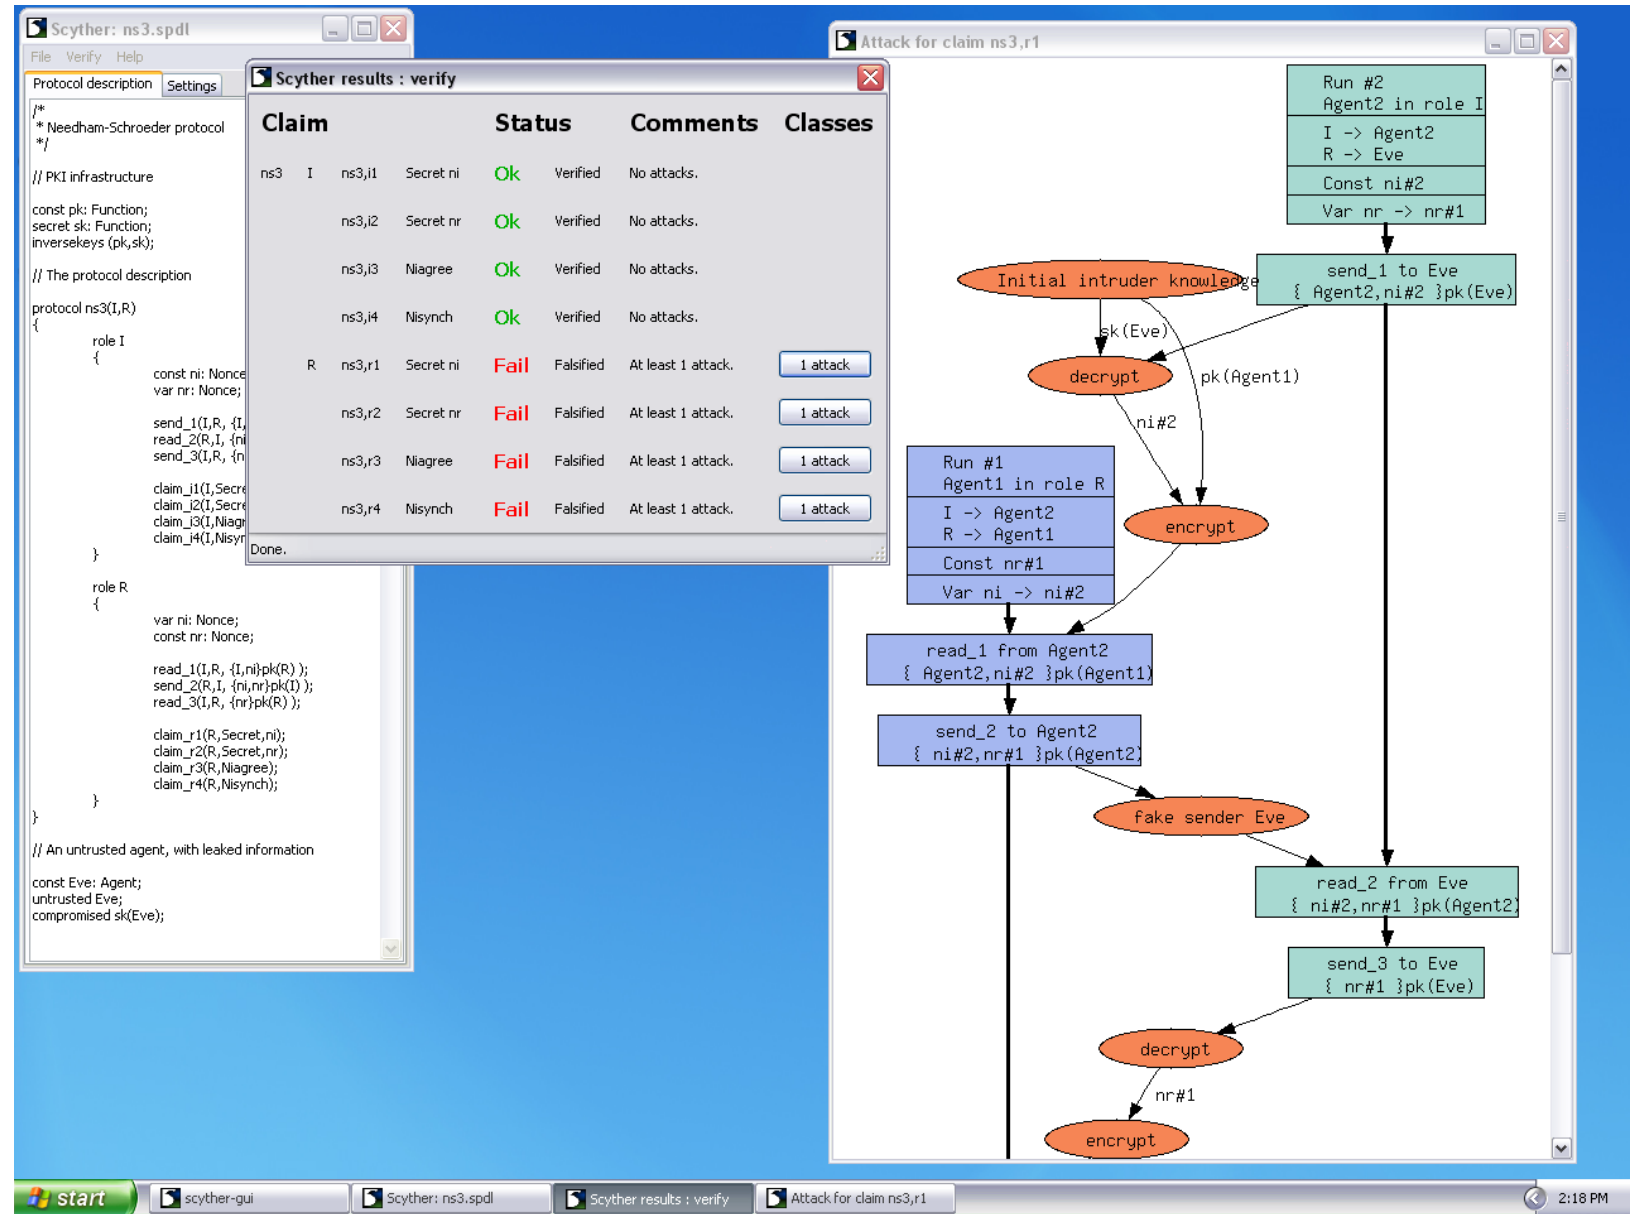 Scyther: ns3.spdl
File Verify Help
Protocol description Settings
/*
* Needham-Schroeder protocol
*/
// PKI infrastructure
const pk: Function;
secret sk: Function;
inversekeys (pk,sk);
// The protocol description
protocol ns3(I,R)
{
role I
{
const ni: Nonce
var nr: Nonce;
send_1(I,R, {I,
read_2(R,I, {ni
send_3(I,R, {n
claim_i1(I,Secre
claim_i2(I,Secre
claim_i3(I,Niagr
claim_i4(I,Nisyr
}
role R
{
var ni: Nonce;
const nr: Nonce;
read_1(I,R, {I,ni}pk(R) );
send_2(R,I, {ni,nr}pk(I) );
read_3(I,R, {nr}pk(R) );
claim_r1(R,Secret,ni);
claim_r2(R,Secret,nr);
claim_r3(R,Niagree);
claim_r4(R,Nisynch);
}
}
// An untrusted agent, with leaked information
const Eve: Agent;
untrusted Eve;
compromised sk(Eve);
Scyther results : verify
Claim Status Comments Classes
ns3 I ns3,i1 Secret ni Ok Verified No attacks.
ns3,i2 Secret nr Ok Verified No attacks.
ns3,i3 Niagree Ok Verified No attacks.
ns3,i4 Nisynch Ok Verified No attacks.
R ns3,r1 Secret ni Fail Falsified At least 1 attack. 1 attack
ns3,r2 Secret nr Fail Falsified At least 1 attack. 1 attack
ns3,r3 Niagree Fail Falsified At least 1 attack. 1 attack
ns3,r4 Nisynch Fail Falsified At least 1 attack. 1 attack
Done.
Attack for claim ns3,r1
Run #2
Agent2 in role I
I -> Agent2
R -> Eve
Const ni#2
Var nr -> nr#1
send_1 to Eve
{ Agent2,ni#2 }pk(Eve)
Initial intruder knowledge
sk(Eve)
decrypt
pk(Agent1)
ni#2
Run #1
Agent1 in role R
I -> Agent2
R -> Agent1
Const nr#1
Var ni -> ni#2
encrypt
read_1 from Agent2
{ Agent2,ni#2 }pk(Agent1)
send_2 to Agent2
{ ni#2,nr#1 }pk(Agent2)
fake sender Eve
read_2 from Eve
{ ni#2,nr#1 }pk(Agent2)
send_3 to Eve
{ nr#1 }pk(Eve)
decrypt
nr#1
encrypt
start scyther-gui Scyther: ns3.spdl Scyther results : verify Attack for claim ns3,r1 2:18 PM